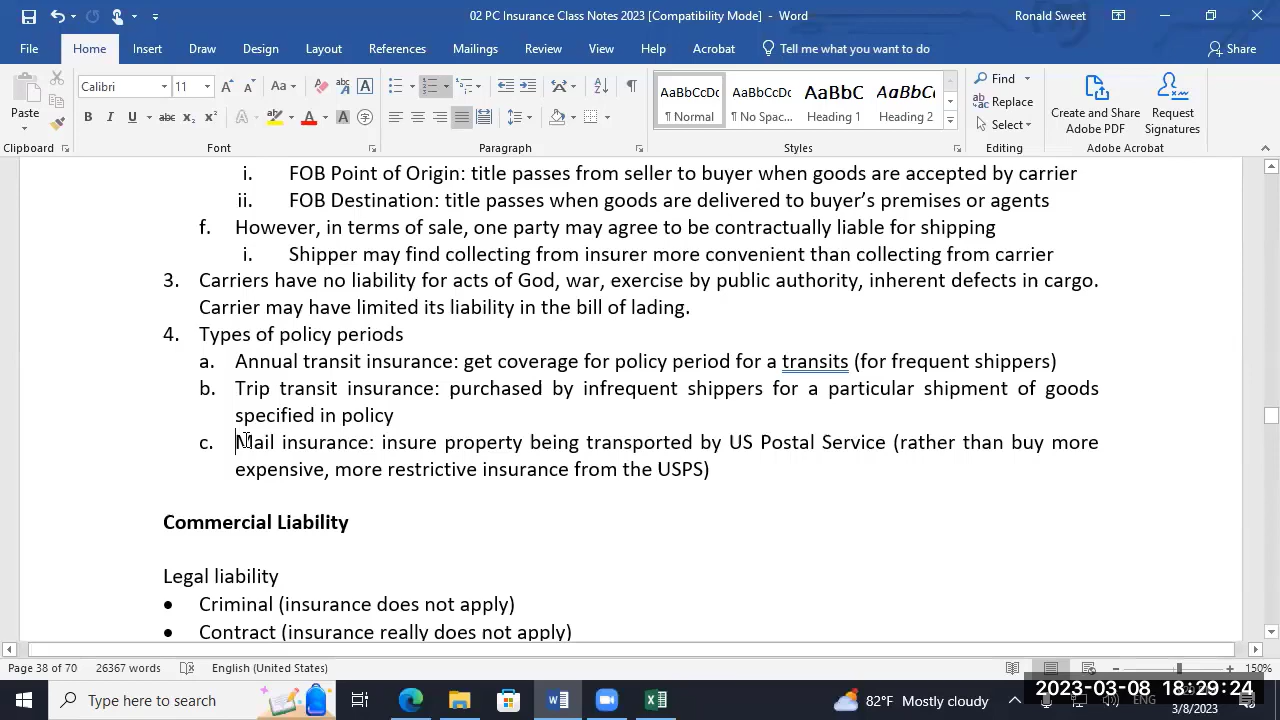 02 PC Insurance Class Notes 2023 [Compatibility Mode] - Word
Ronald Sweet
File Home Insert Draw Design Layout References Mailings Review View Help Acrobat Tell me what you want to do Share
Paste
Calibri 11
AaBbCcDc AaBbCcDc AaBbC AaBbC
¶ Normal ¶ No Spac... Heading 1 Heading 2
Find
Replace
Select
Create and Share
Adobe PDF
Request
Signatures
Clipboard Font Paragraph Styles Editing Adobe Acrobat
i. FOB Point of Origin: title passes from seller to buyer when goods are accepted by carrier
ii. FOB Destination: title passes when goods are delivered to buyer’s premises or agents
f. However, in terms of sale, one party may agree to be contractually liable for shipping
i. Shipper may find collecting from insurer more convenient than collecting from carrier
3. Carriers have no liability for acts of God, war, exercise by public authority, inherent defects in cargo.
Carrier may have limited its liability in the bill of lading.
4. Types of policy periods
a. Annual transit insurance: get coverage for policy period for a transits (for frequent shippers)
b. Trip transit insurance: purchased by infrequent shippers for a particular shipment of goods
specified in policy
c. Mail insurance: insure property being transported by US Postal Service (rather than buy more
expensive, more restrictive insurance from the USPS)
Commercial Liability
Legal liability
• Criminal (insurance does not apply)
• Contract (insurance really does not apply)
Page 38 of 70 26367 words English (United States) 150%
Type here to search
82°F Mostly cloudy
ENG
2023-03-08 18:29:24
3/8/2023